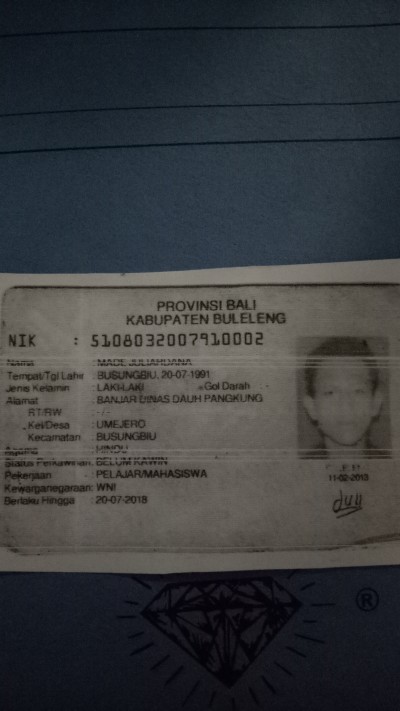 PROVINSI BALI
KABUPATEN BULELENG
NIK : 5108032007910002
Nama : MADE JULIARDANA
Tempat/Tgl Lahir : BUSUNGBIU, 20-07-1991
Jenis Kelamin : LAKI-LAKI Gol Darah -
Alamat : BANJAR DINAS DAUH PANGKUNG
RT/RW : ---
Kel/Desa : UMEJERO
Kecamatan : BUSUNGBIU
Agama : HINDU
Status Perkawinan: BELUM KAWIN
Pekerjaan : PELAJAR/MAHASISWA
Kewarganegaraan: WNI
Berlaku Hingga : 20-07-2018
11-02-2013
®